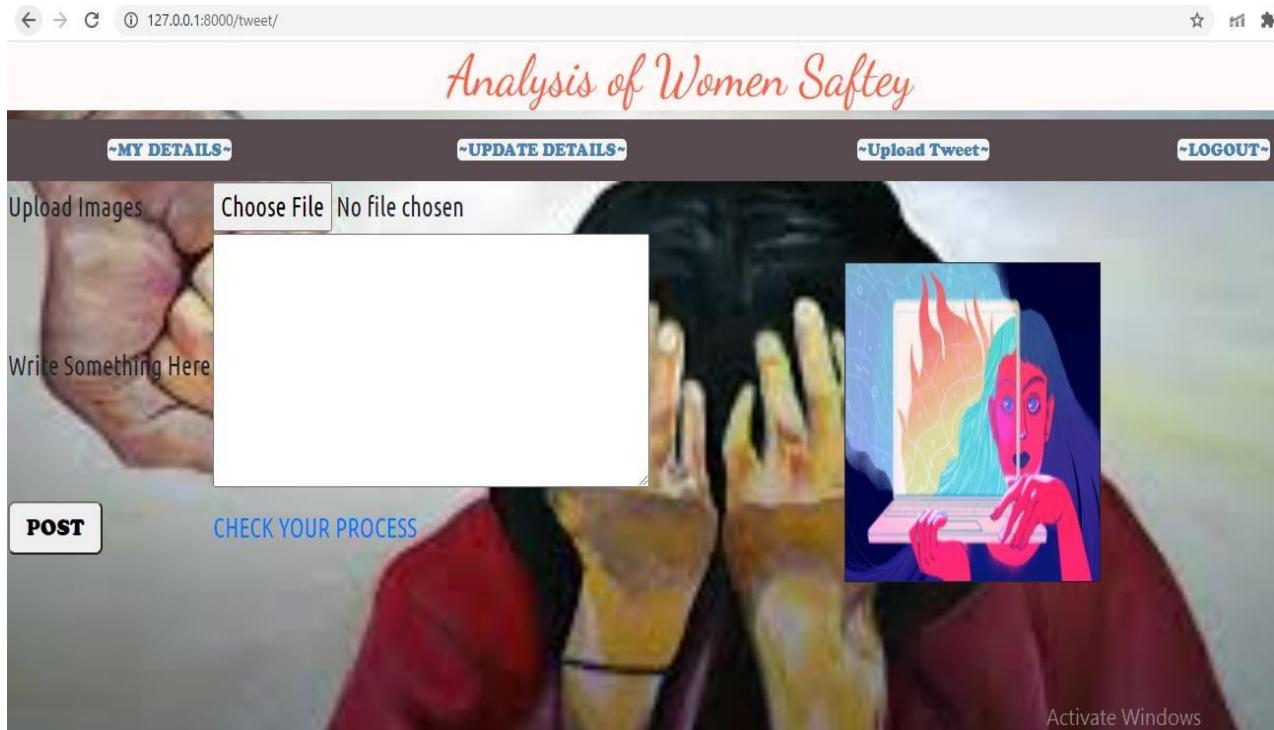 127.0.0.1:8000/tweet/
Analysis of Women Saftey
~MY DETAILS~ ~UPDATE DETAILS~ ~Upload Tweet~ ~LOGOUT~
Upload Images Choose File No file chosen
Write Something Here
POST CHECK YOUR PROCESS
Activate Windows